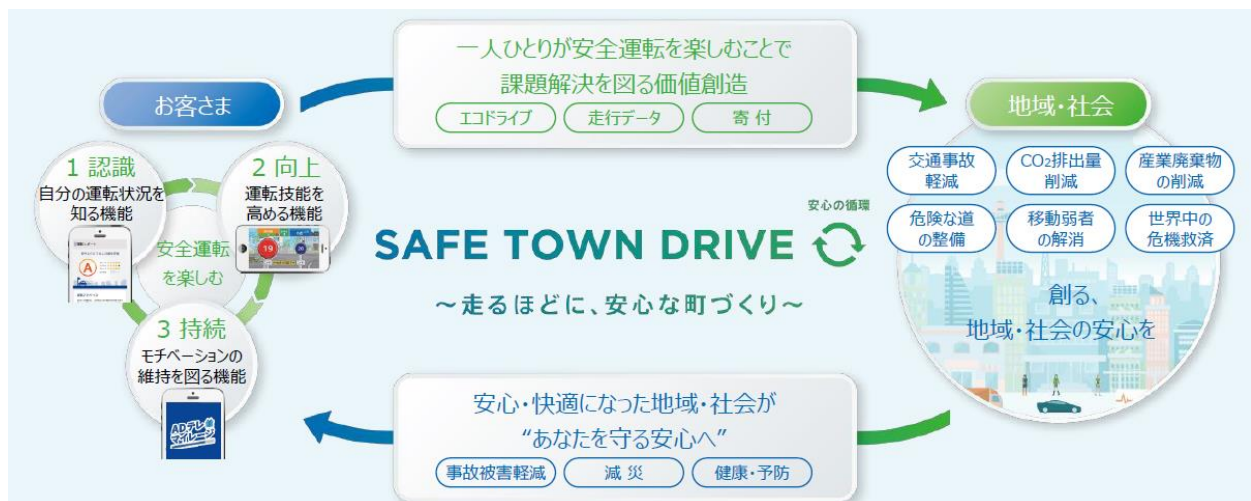 一人ひとりが安全運転を楽しむことで
課題解決を図る価値創造
エコドライブ
走行データ
寄 付
お客さま
1 認識
自分の運転状況を
知る機能
A
2 向上
運転技能を
高める機能
19
安全運転
を楽しむ
3 持続
モチベーションの
維持を図る機能
ADテレ
マイレージ
安心の循環
SAFE TOWN DRIVE
~走るほどに、安心な町づくり~
地域・社会
交通事故
軽減
CO₂排出量
削減
産業廃棄物
の削減
危険な道
の整備
移動弱者
の解消
世界中の
危機救済
創る、
地域・社会の安心を
安心・快適になった地域・社会が
“あなたを守る安心へ”
事故被害軽減
減 災
健康・予防